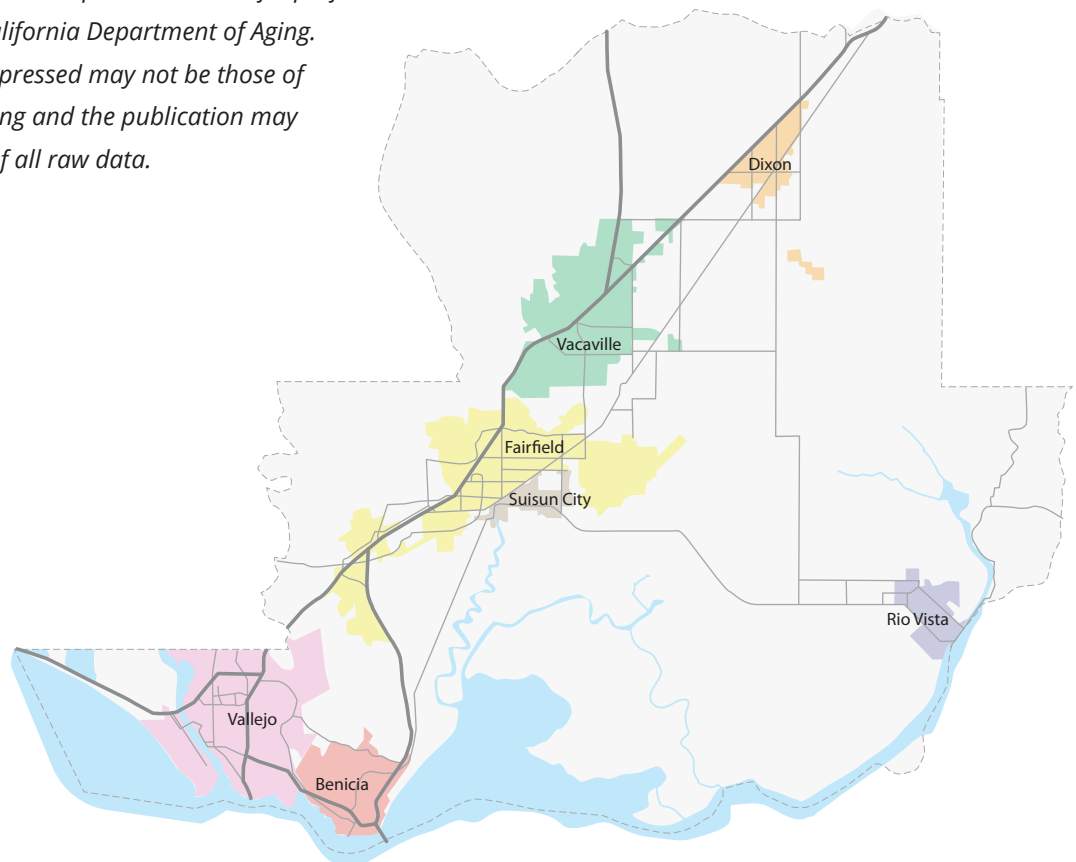 alifornia Department of Aging.
pressed may not be those of
ng and the publication may
f all raw data.
Dixon
Vacaville
Fairfield
Suisun City
Rio Vista
Vallejo
Benicia